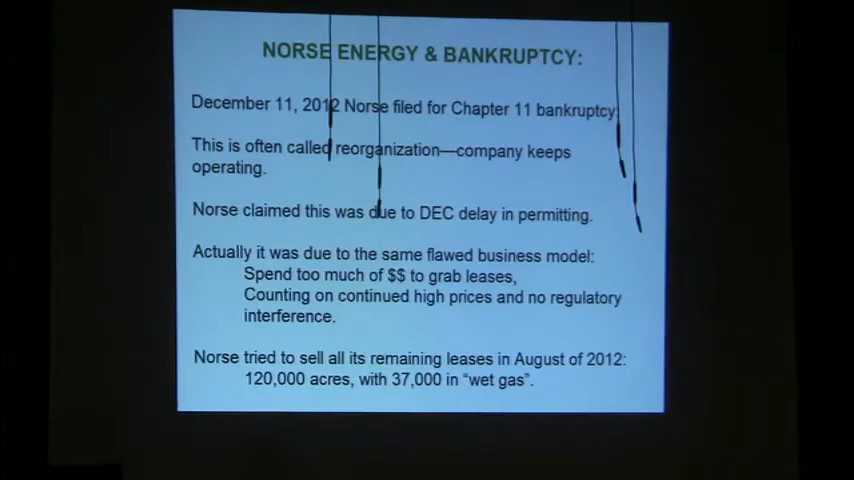 NORSE ENERGY & BANKRUPTCY:
December 11, 2012 Norse filed for Chapter 11 bankruptcy
This is often called reorganization—company keeps
operating.
Norse claimed this was due to DEC delay in permitting.
Actually it was due to the same flawed business model:
Spend too much of $$ to grab leases,
Counting on continued high prices and no regulatory
interference.
Norse tried to sell all its remaining leases in August of 2012:
120,000 acres, with 37,000 in “wet gas”.